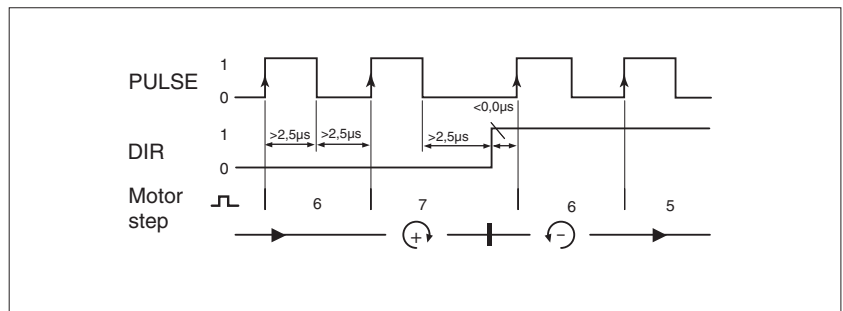 1
PULSE
0
<0,0µs
1
>2,5µs >2,5µs >2,5µs
DIR
0
Motor
step
6 7 6 5
+ -